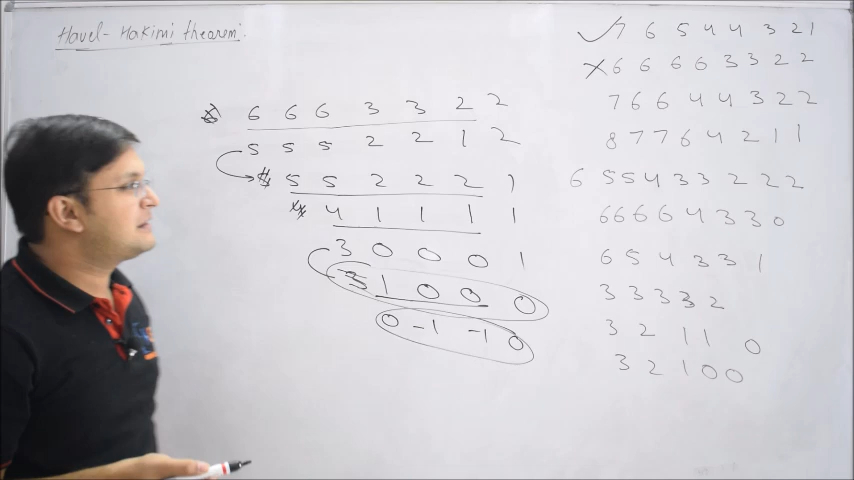 Havel-Hakimi theorem:
6 6 6 3 3 2 2
5 5 5 2 2 1 2
5 5 2 2 2 1
4 1 1 1 1
3 0 0 0 1
3 1 0 0 0
0 -1 -1 0
7 6 5 4 4 3 2 1
6 6 6 6 3 3 2 2
7 6 6 4 4 3 2 2
8 7 7 6 4 2 1 1
6 5 5 4 3 3 2 2 2
6 6 6 6 4 3 3 0
6 5 4 3 3 1
3 3 3 3 2
3 2 1 1 0
3 2 1 0 0